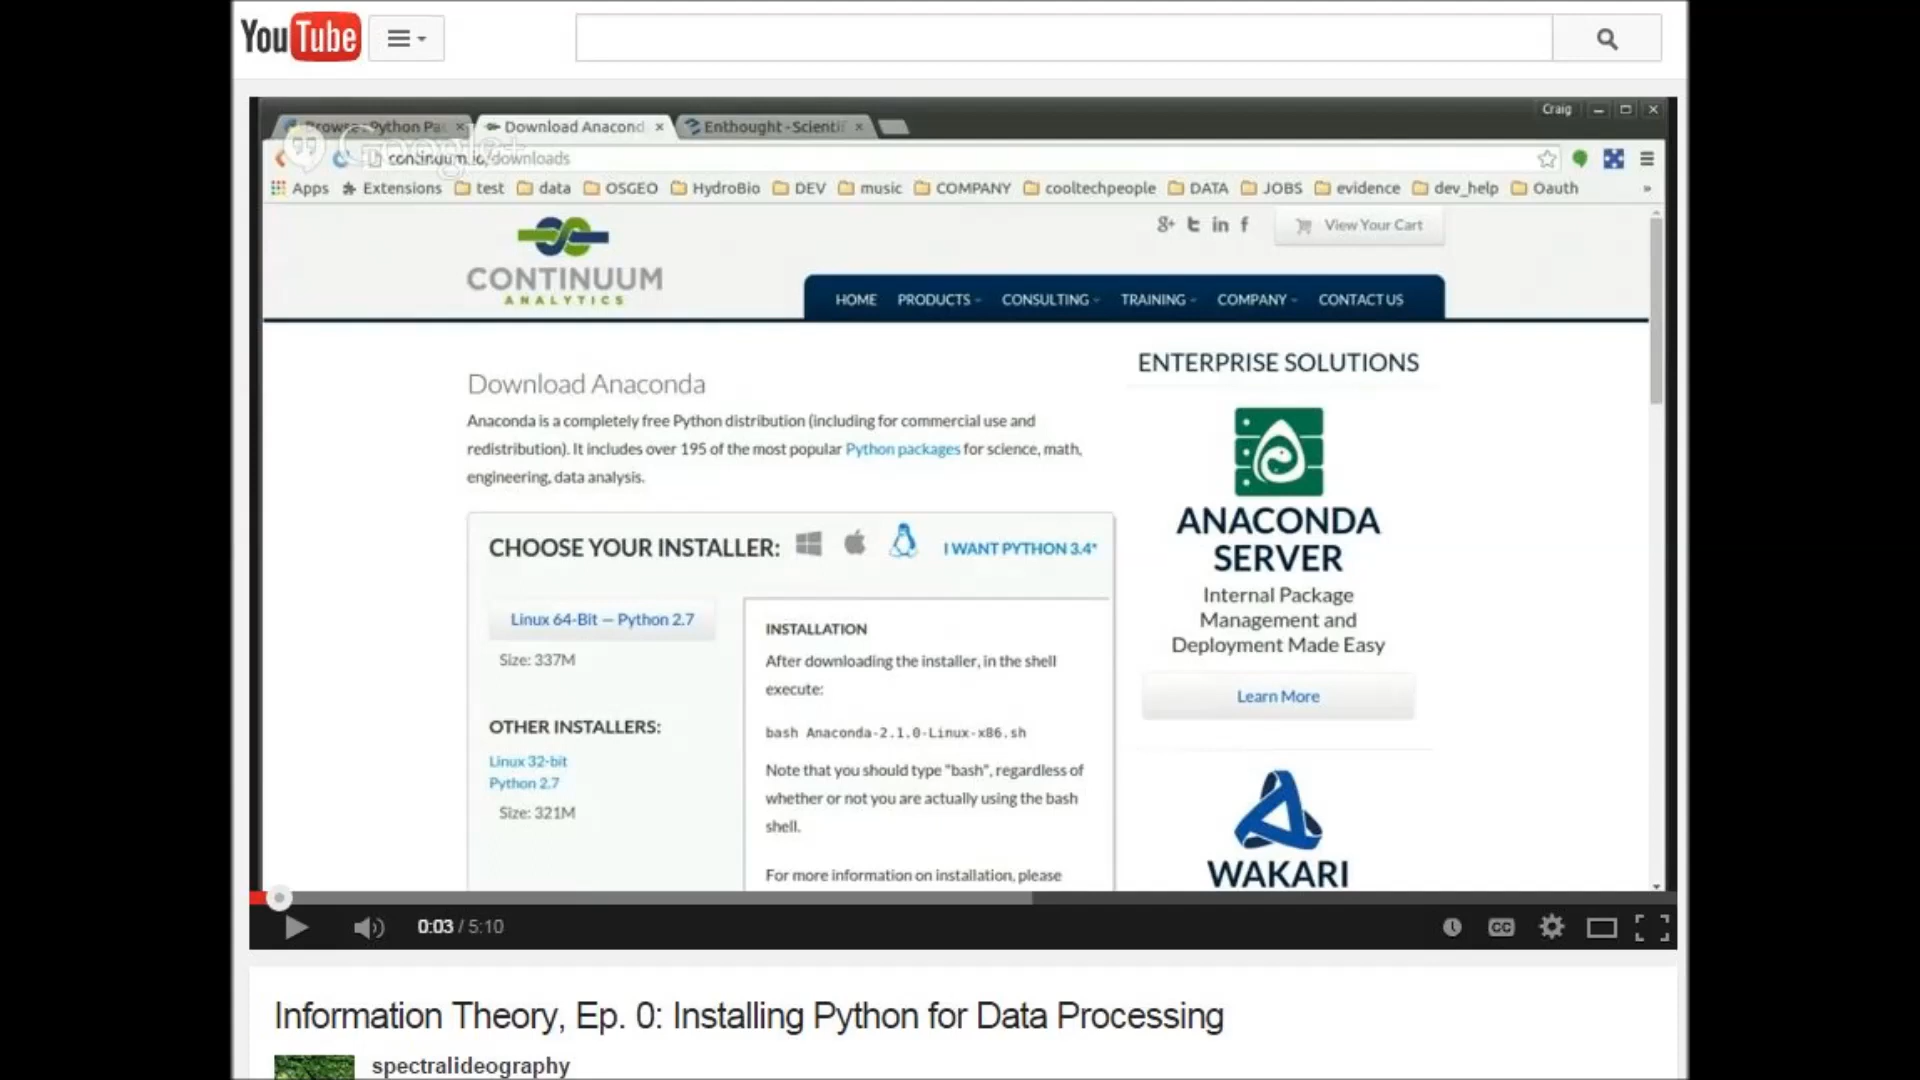 YouTube
Craig
Browse Python Pac
Download Anacond
Enthought - Scientif
Google+
continuum.io/downloads
Apps Extensions test data OSGEO HydroBio DEV music COMPANY cooltechpeople DATA JOBS evidence dev_help Oauth »
CONTINUUM
ANALYTICS
View Your Cart
HOME PRODUCTS CONSULTING TRAINING COMPANY CONTACT US
Download Anaconda
Anaconda is a completely free Python distribution (including for commercial use and
redistribution). It includes over 195 of the most popular Python packages for science, math,
engineering, data analysis.
CHOOSE YOUR INSTALLER:
I WANT PYTHON 3.4*
Linux 64-Bit — Python 2.7
Size: 337M
OTHER INSTALLERS:
Linux 32-bit
Python 2.7
Size: 321M
INSTALLATION
After downloading the installer, in the shell
execute:
bash Anaconda-2.1.0-Linux-x86.sh
Note that you should type "bash", regardless of
whether or not you are actually using the bash
shell.
For more information on installation, please
ENTERPRISE SOLUTIONS
ANACONDA
SERVER
Internal Package
Management and
Deployment Made Easy
Learn More
WAKARI
0:03 / 5:10
CC
Information Theory, Ep. 0: Installing Python for Data Processing
spectralideography